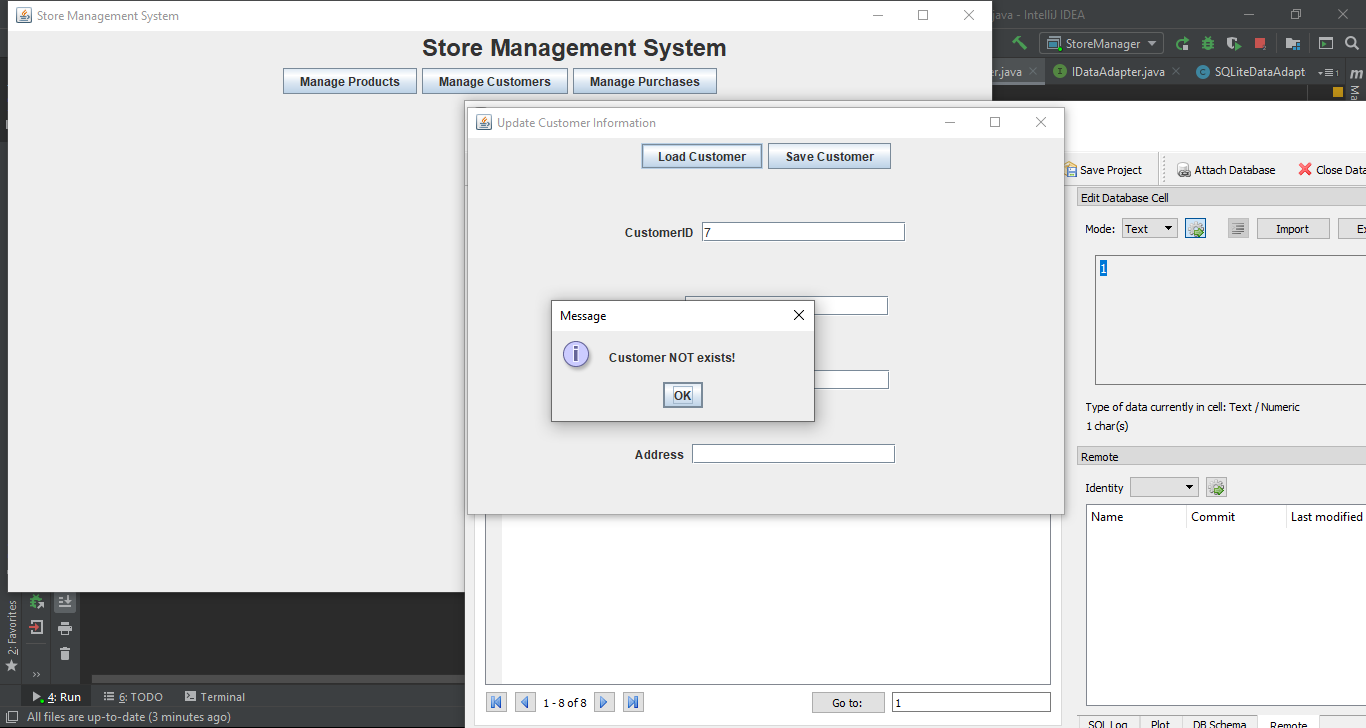 Store Management System
java - IntelliJ IDEA
Store Management System
StoreManager
Manage Products
Manage Customers
Manage Purchases
er.java
IDataAdapter.java
SQLiteDataAdapt
1
m
Ma
Update Customer Information
Load Customer
Save Customer
Save Project
Attach Database
Close Data
Edit Database Cell
CustomerID
7
Mode:
Text
Import
Ex
1
Message
Customer NOT exists!
OK
Type of data currently in cell: Text / Numeric
1 char(s)
Address
Remote
Identity
Name
Commit
Last modified
2: Favorites
1 - 8 of 8
Go to:
1
4: Run
6: TODO
Terminal
All files are up-to-date (3 minutes ago)
SQL Log
Plot
DB Schema
Remote